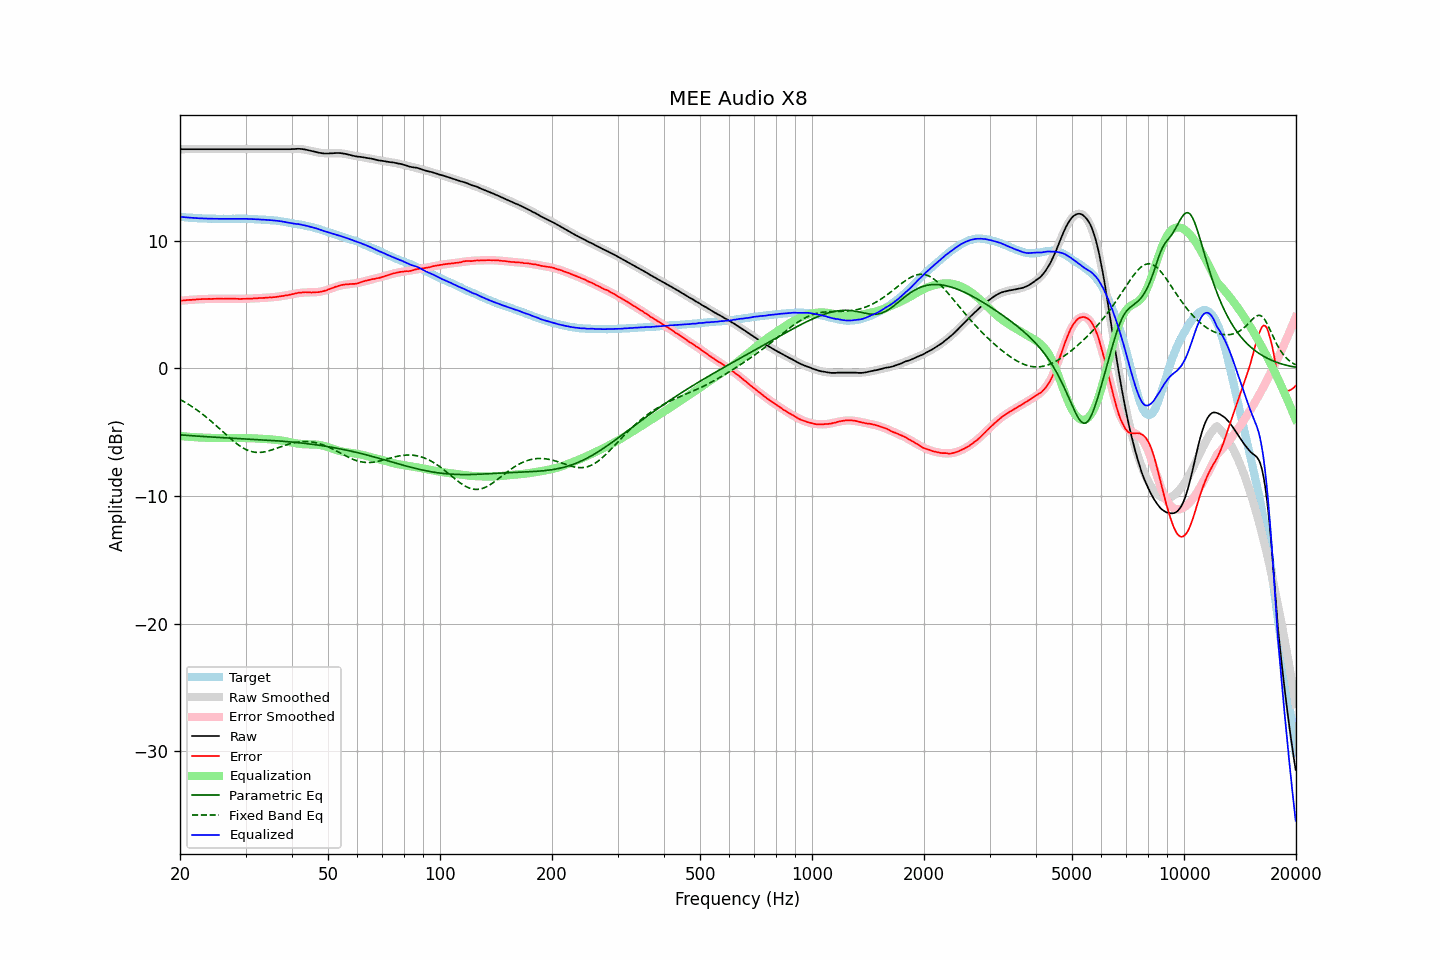 MEE Audio X8
Amplitude (dBr)
10
0
−10
−20
−30
Target
Raw Smoothed
Error Smoothed
Raw
Error
Equalization
Parametric Eq
Fixed Band Eq
Equalized
20 50 100 200 500 1000 2000 5000 10000 20000
Frequency (Hz)